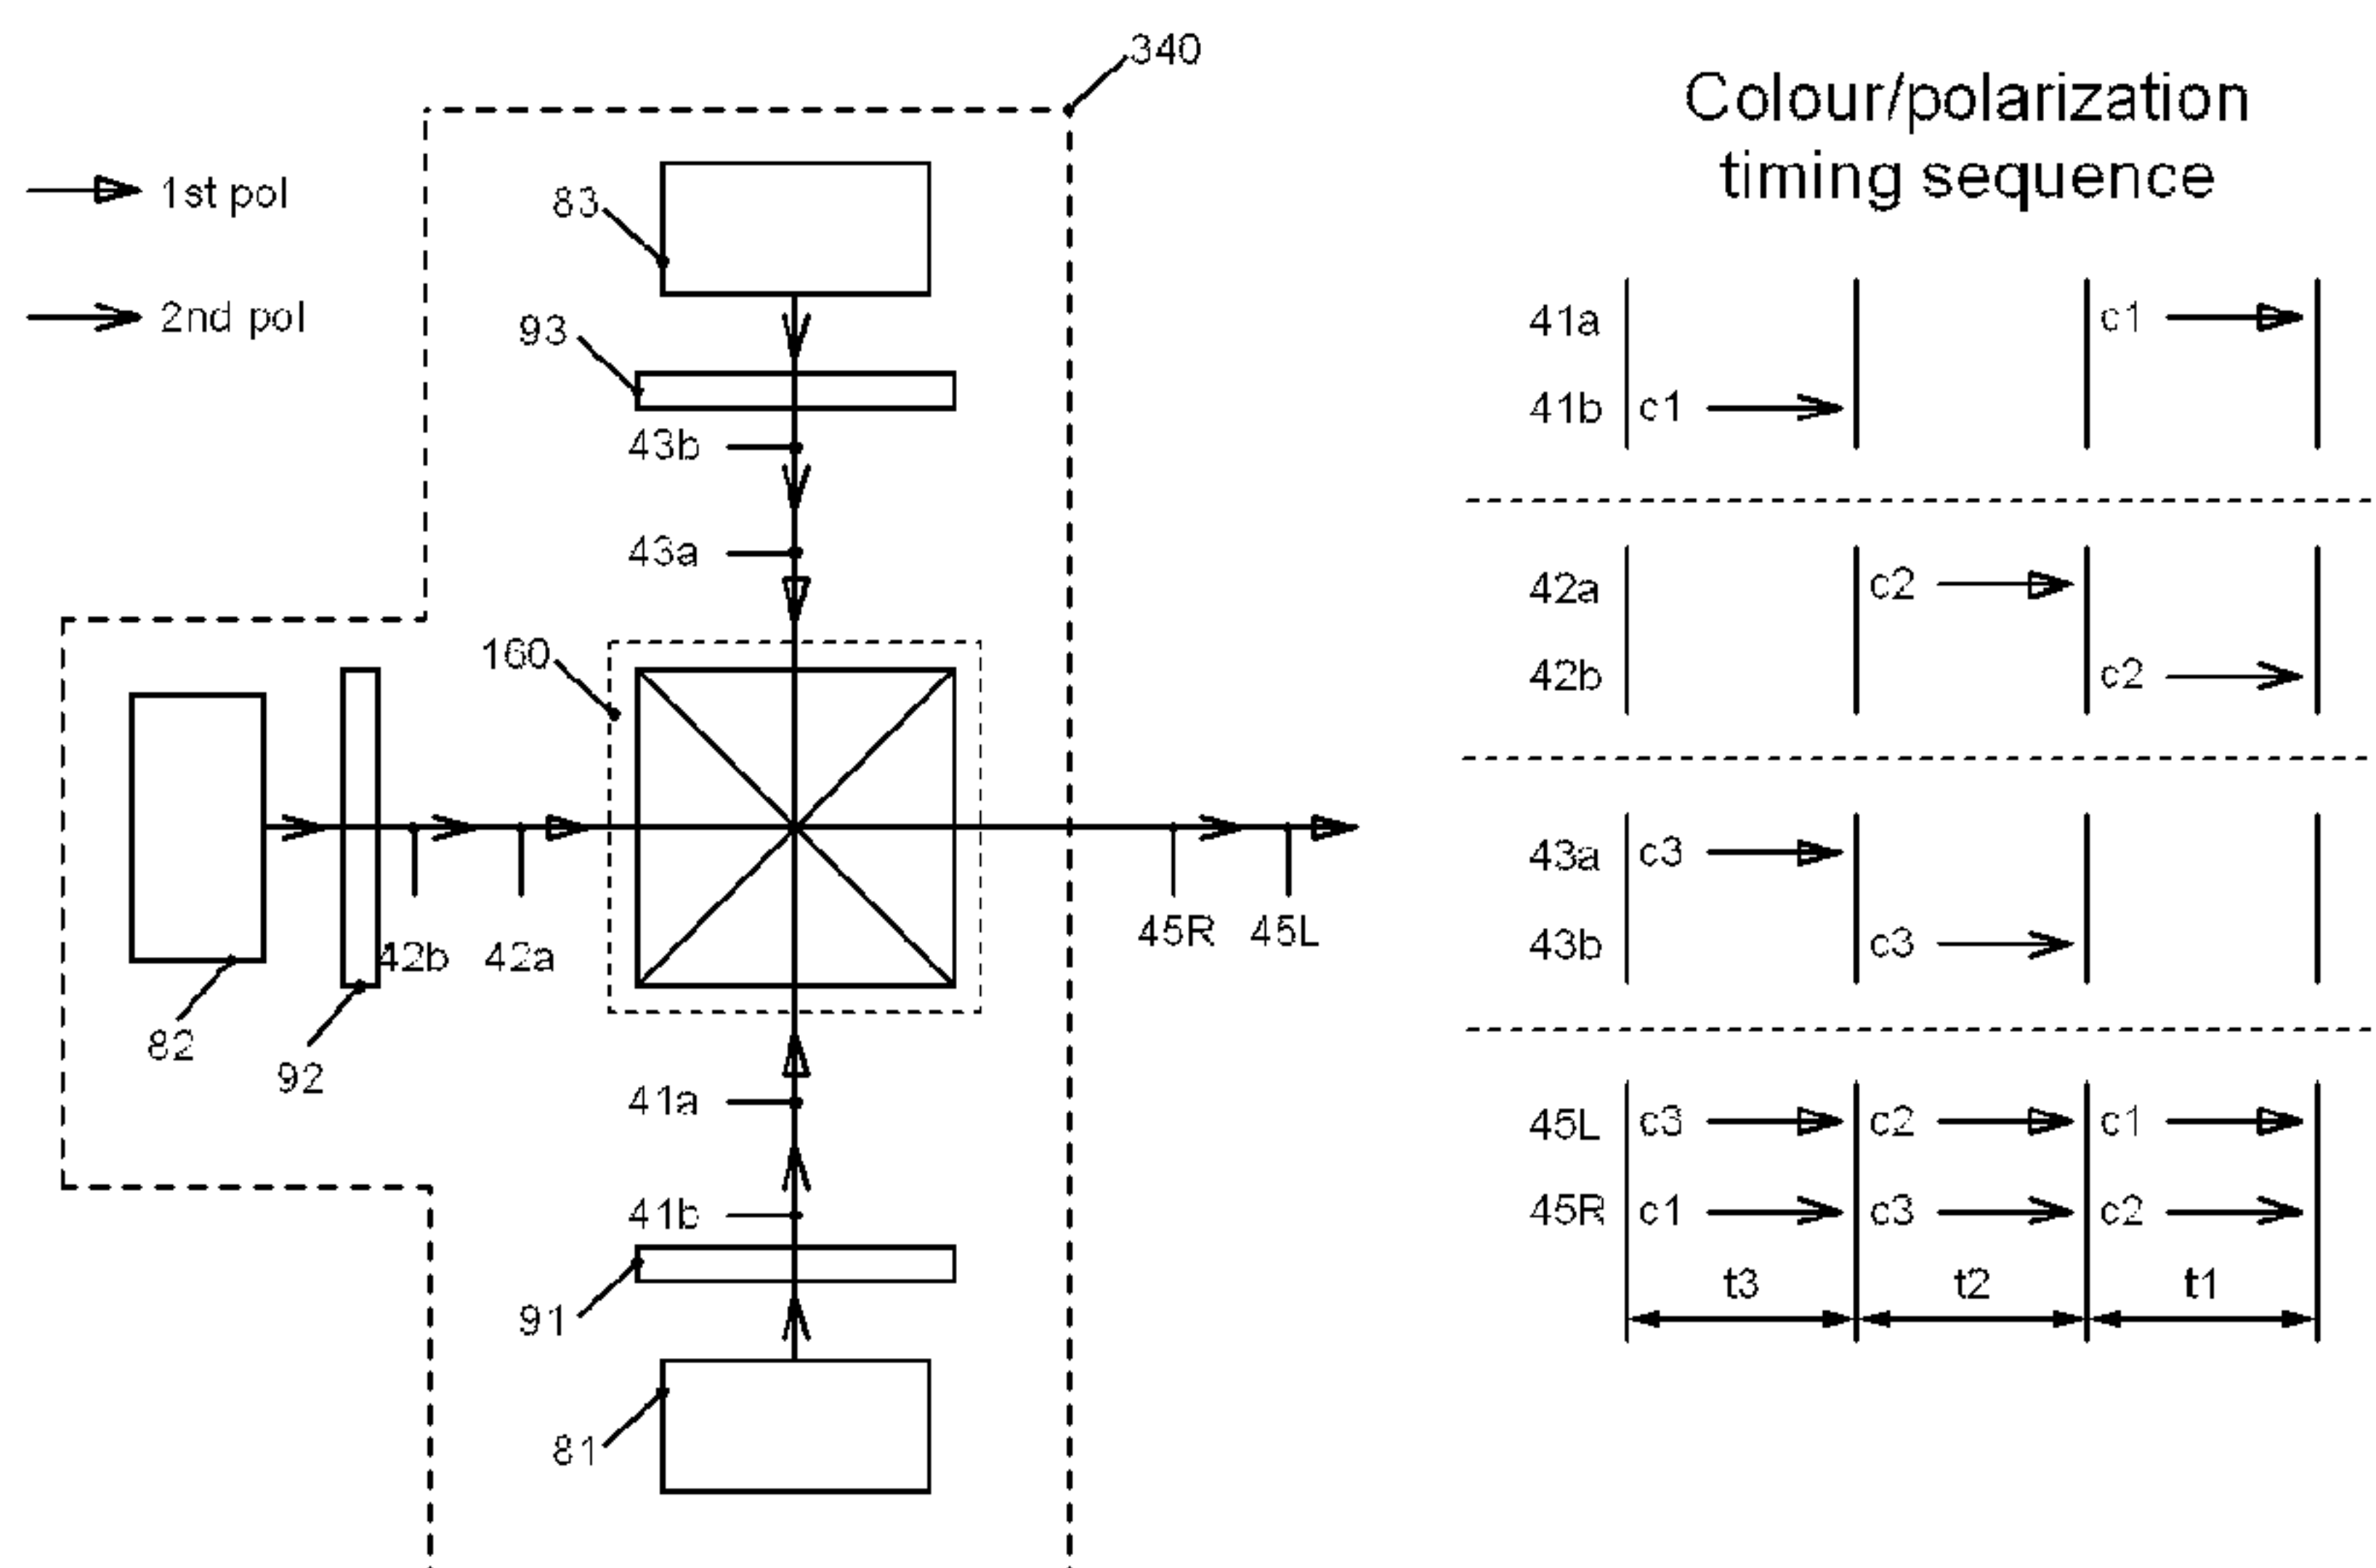 340
Colour/polarization
timing sequence
1st pol
2nd pol
83
93
43b
43a
160
82
92
42b
42a
45R
45L
41a
41b
91
81
41a c1
41b c1
42a c2
42b c2
43a c3
43b c3
45L c3 c2 c1
45R c1 c3 c2
t3 t2 t1